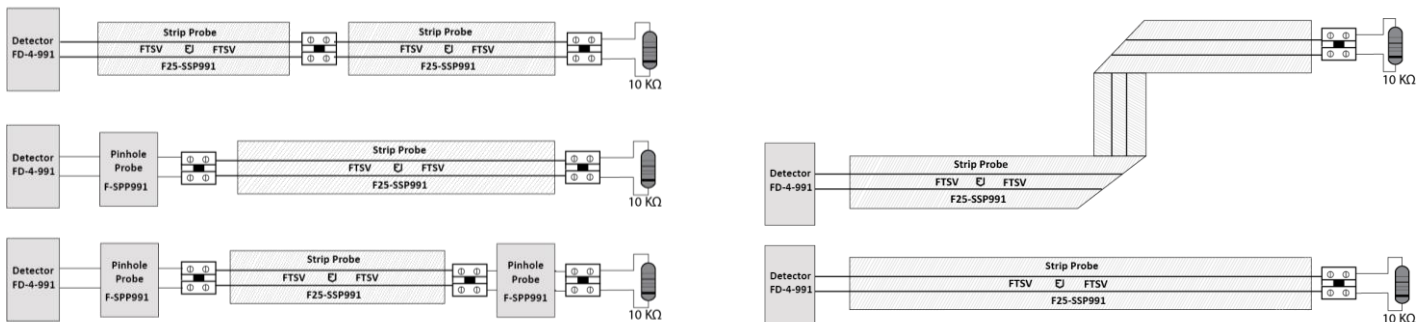 Detector
FD-4-991
Strip Probe
FTSV FTSV
F25-SSP991
Strip Probe
FTSV FTSV
F25-SSP991
10 KΩ
Detector
FD-4-991
Pinhole
Probe
F-SPP991
Strip Probe
FTSV FTSV
F25-SSP991
10 KΩ
Detector
FD-4-991
Pinhole
Probe
F-SPP991
Strip Probe
FTSV FTSV
F25-SSP991
Pinhole
Probe
F-SPP991
10 KΩ
10 KΩ
Detector
FD-4-991
Strip Probe
FTSV FTSV
F25-SSP991
Detector
FD-4-991
Strip Probe
FTSV FTSV
F25-SSP991
10 KΩ